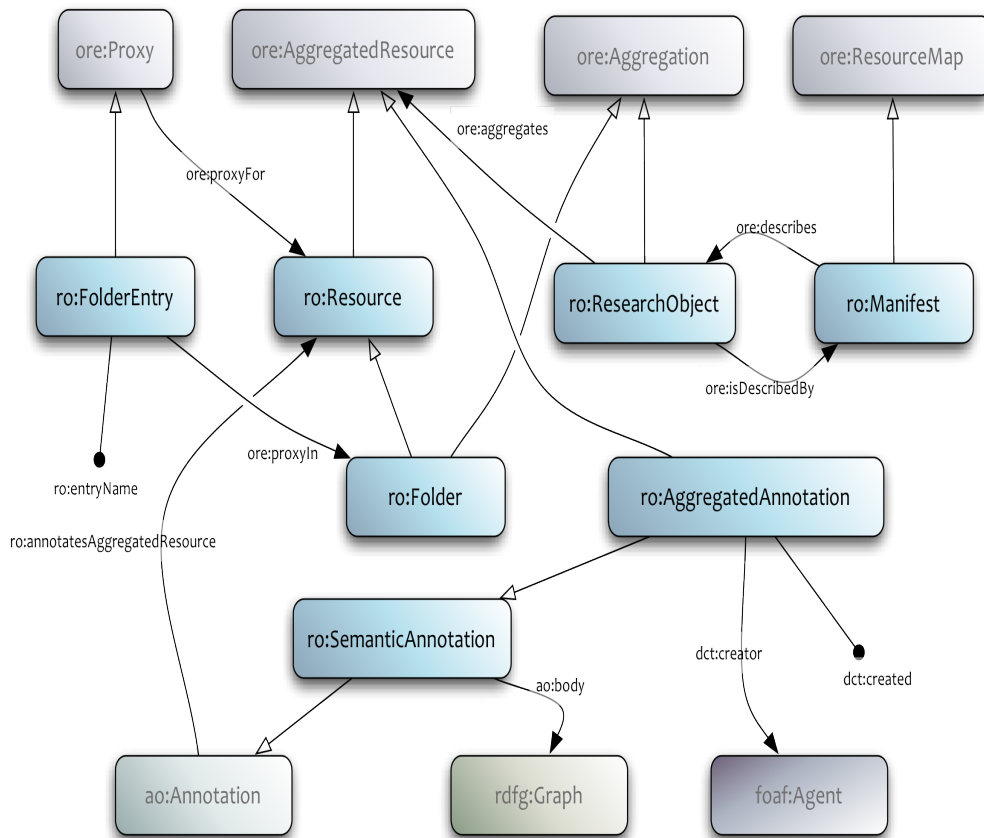 ore:Proxy
ore:AggregatedResource
ore:Aggregation
ore:ResourceMap
ore:aggregates
ore:proxyFor
ore:describes
ro:FolderEntry
ro:Resource
ro:ResearchObject
ro:Manifest
ore:isDescribedBy
ore:proxyIn
ro:entryName
ro:Folder
ro:AggregatedAnnotation
ro:annotatesAggregatedResource
ro:SemanticAnnotation
dct:creator
dct:created
ao:body
ao:Annotation
rdfg:Graph
foaf:Agent